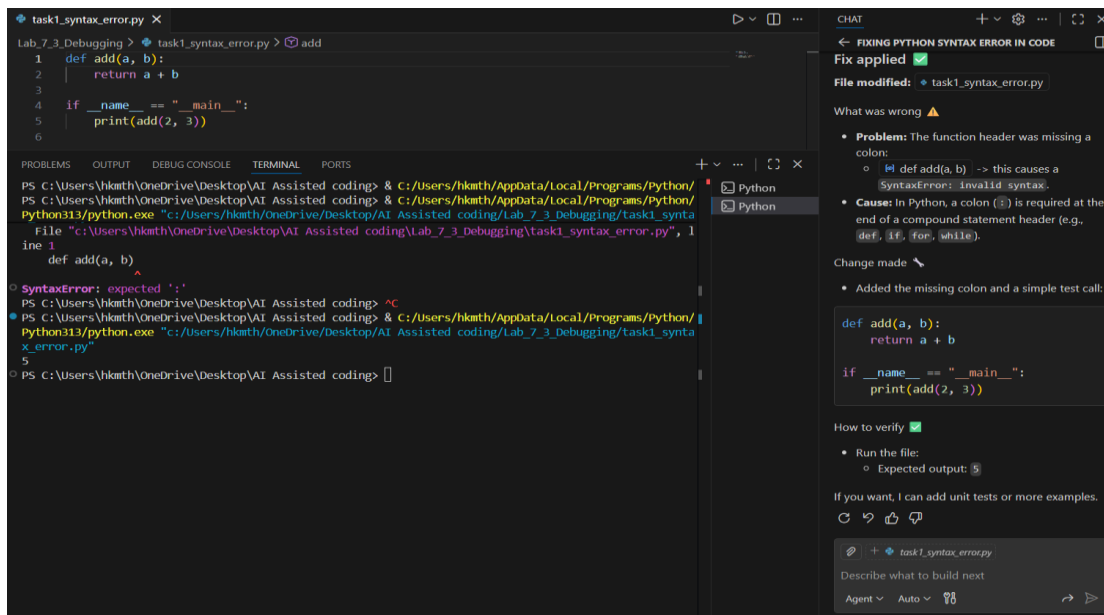 task1_syntax_error.py
Lab_7_3_Debugging > task1_syntax_error.py > add
1 def add(a, b):
2 return a + b
3
4 if __name__ == "__main__":
5 print(add(2, 3))
6
PROBLEMS OUTPUT DEBUG CONSOLE TERMINAL PORTS
PS C:\Users\hkmth\OneDrive\Desktop\AI Assisted coding> & C:/Users/hkmth/AppData/Local/Programs/Python/
PS C:\Users\hkmth\OneDrive\Desktop\AI Assisted coding> & C:/Users/hkmth/AppData/Local/Programs/Python/
Python313/python.exe "c:/Users/hkmth/OneDrive/Desktop/AI Assisted coding/Lab_7_3_Debugging/task1_synta
File "c:\Users\hkmth\OneDrive\Desktop\AI Assisted coding\Lab_7_3_Debugging\task1_syntax_error.py", l
ine 1
def add(a, b)
^
SyntaxError: expected ':'
PS C:\Users\hkmth\OneDrive\Desktop\AI Assisted coding> ^C
PS C:\Users\hkmth\OneDrive\Desktop\AI Assisted coding> & C:/Users/hkmth/AppData/Local/Programs/Python/
Python313/python.exe "c:/Users/hkmth/OneDrive/Desktop/AI Assisted coding/Lab_7_3_Debugging/task1_synta
x_error.py"
5
PS C:\Users\hkmth\OneDrive\Desktop\AI Assisted coding>
Python
Python
CHAT
FIXING PYTHON SYNTAX ERROR IN CODE
Fix applied ✅
File modified: task1_syntax_error.py
What was wrong ⚠️
• Problem: The function header was missing a
colon:
def add(a, b) -> this causes a
SyntaxError: invalid syntax.
• Cause: In Python, a colon (:) is required at the
end of a compound statement header (e.g.,
def, if, for, while).
Change made 🔧
• Added the missing colon and a simple test call:
def add(a, b):
return a + b
if __name__ == "__main__":
print(add(2, 3))
How to verify ✅
• Run the file:
Expected output: 5
If you want, I can add unit tests or more examples.
task1_syntax_error.py
Describe what to build next
Agent Auto